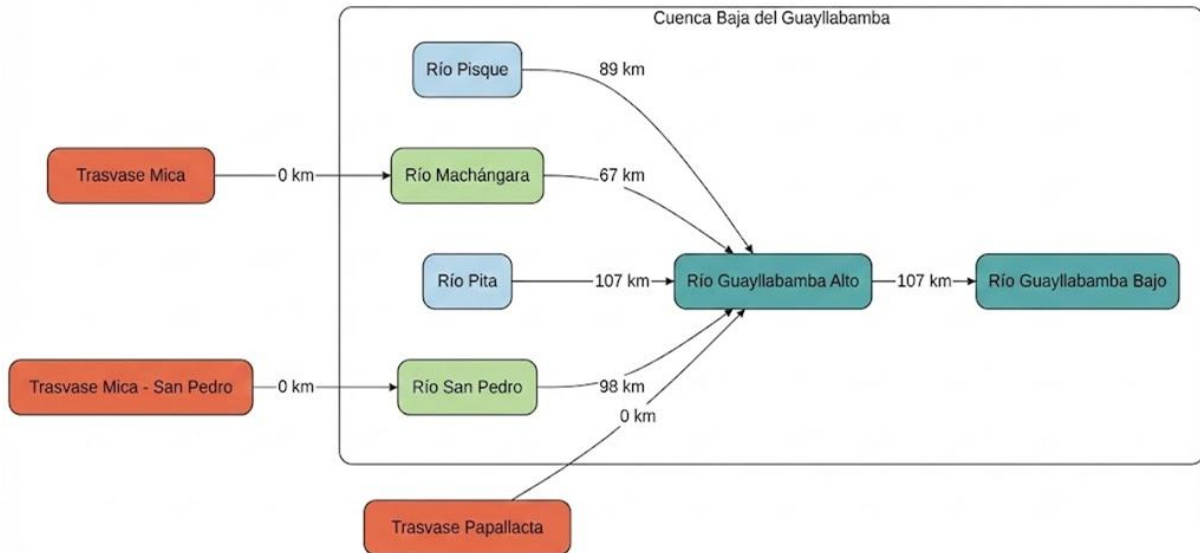 Cuenca Baja del Guayllabamba
Río Pisque
89 km
Trasvase Mica
0 km
Río Machángara
67 km
Río Pita
107 km
Río Guayllabamba Alto
107 km
Río Guayllabamba Bajo
Trasvase Mica - San Pedro
0 km
Río San Pedro
98 km
0 km
Trasvase Papallacta